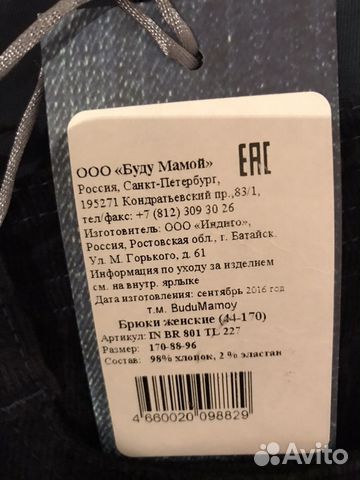 ООО «Буду Мамой» EAC
Россия, Санкт-Петербург,
195271 Кондратьевский пр.,83/1,
тел/факс: +7 (812) 309 30 26
Изготовитель: ООО «Индиго»,
Россия, Ростовская обл., г. Батайск.
Ул. М. Горького, д. 61
Информация по уходу за изделием
см. на внутр. ярлыке
Дата изготовления: сентябрь 2016 год
т.м. BuduMamoy
Брюки женские (44-170)
Артикул: IN BR 801 TL 227
Размер: 170-88-96
Состав: 98% хлопок, 2 % эластан
4 660020 098829
Avito